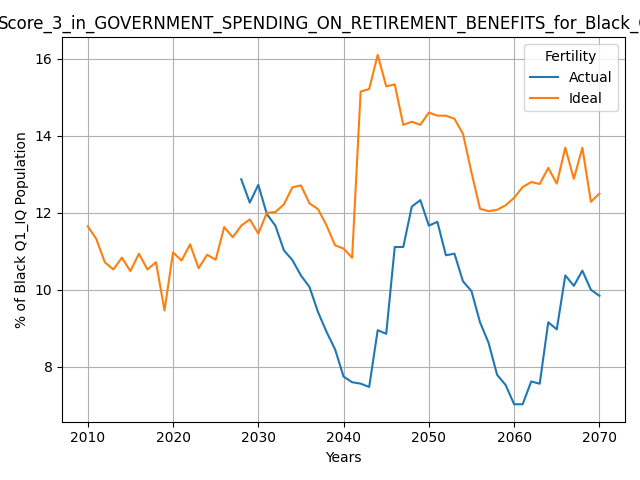 Score_3_in_GOVERNMENT_SPENDING_ON_RETIREMENT_BENEFITS_for_Black_
Fertility
Actual
Ideal
% of Black Q1_IQ Population
16
14
12
10
8
2010 2020 2030 2040 2050 2060 2070
Years